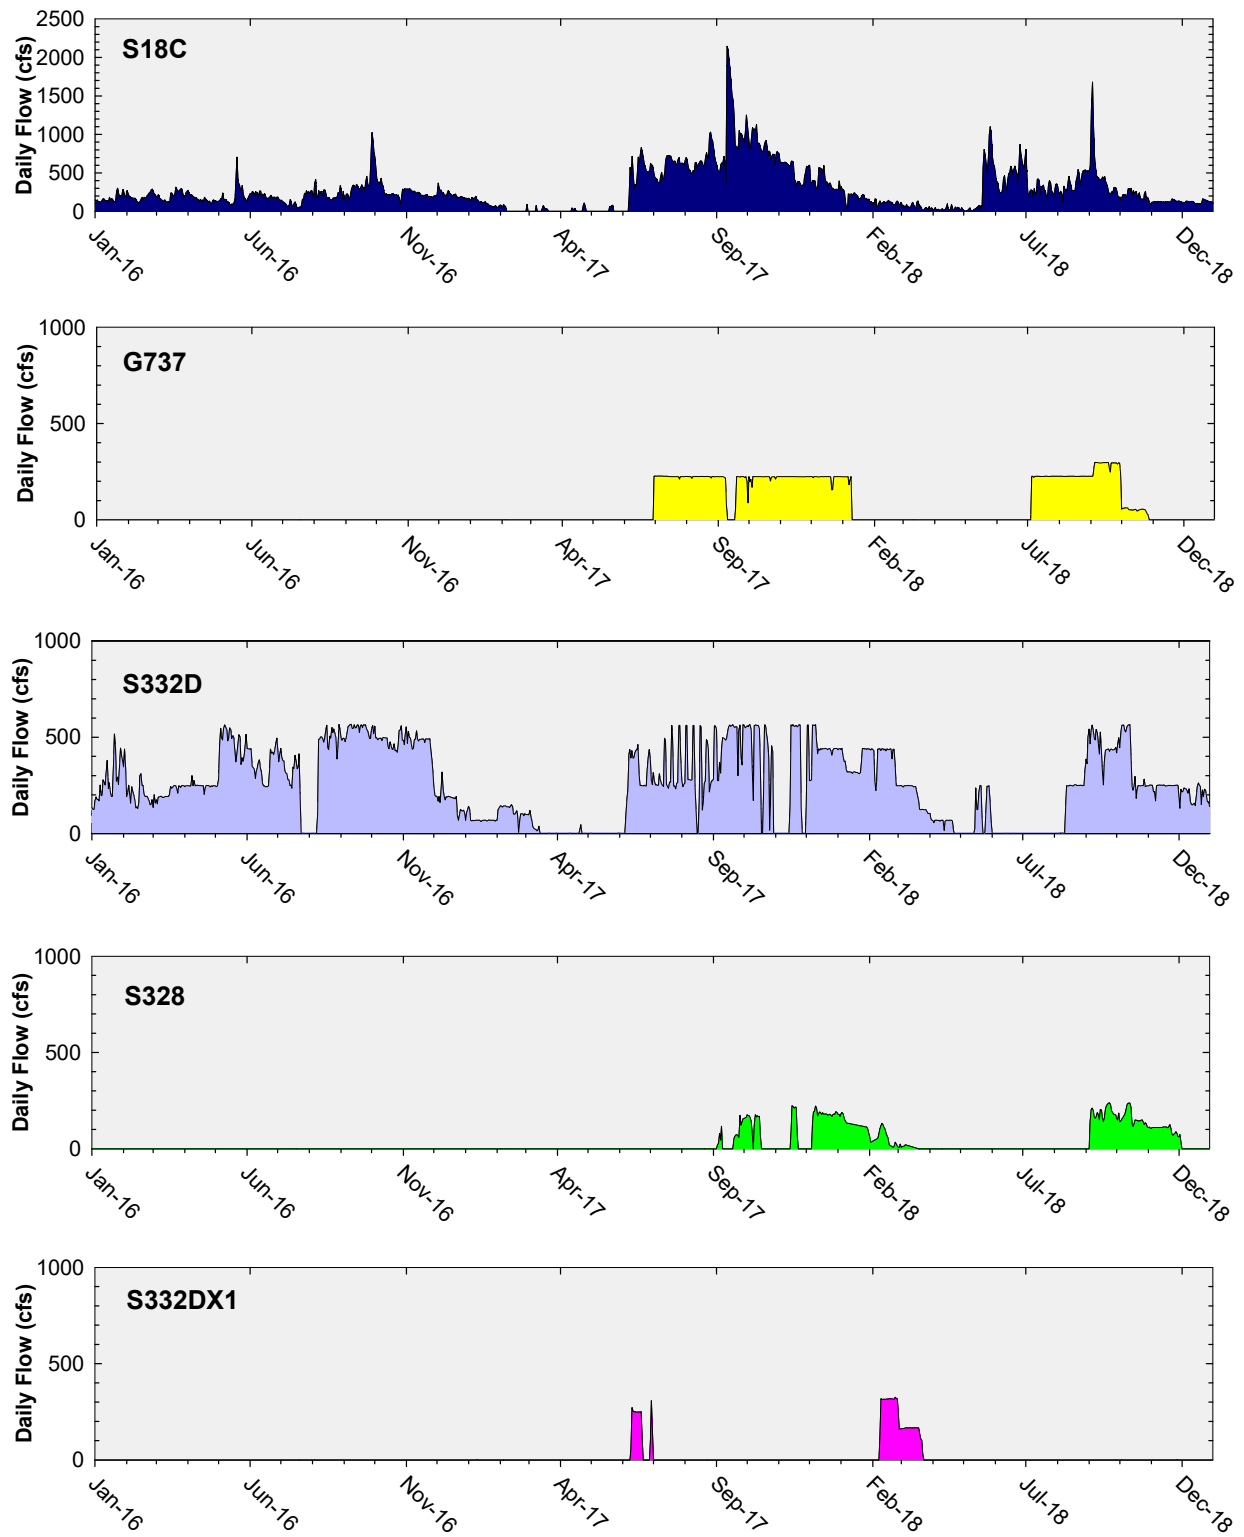 S18C
Daily Flow (cfs)
2500
2000
1500
1000
500
0
Jan-16 Jun-16 Nov-16 Apr-17 Sep-17 Feb-18 Jul-18 Dec-18
G737
Daily Flow (cfs)
1000
500
0
Jan-16 Jun-16 Nov-16 Apr-17 Sep-17 Feb-18 Jul-18 Dec-18
S332D
Daily Flow (cfs)
1000
500
0
Jan-16 Jun-16 Nov-16 Apr-17 Sep-17 Feb-18 Jul-18 Dec-18
S328
Daily Flow (cfs)
1000
500
0
Jan-16 Jun-16 Nov-16 Apr-17 Sep-17 Feb-18 Jul-18 Dec-18
S332DX1
Daily Flow (cfs)
1000
500
0
Jan-16 Jun-16 Nov-16 Apr-17 Sep-17 Feb-18 Jul-18 Dec-18